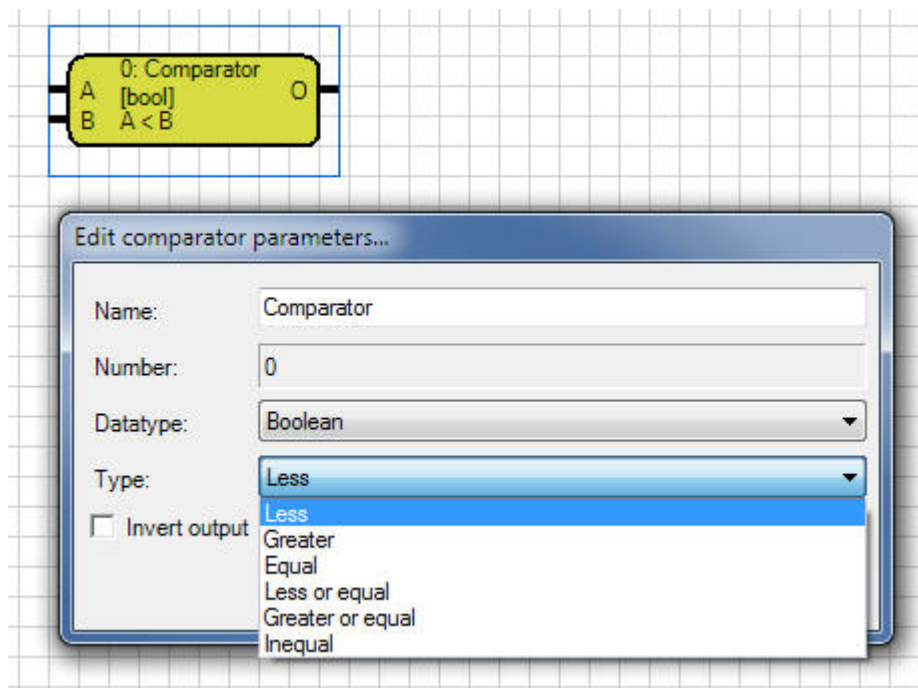 0: Comparator
A [bool] O
B A < B
Edit comparator parameters...
Name: Comparator
Number: 0
Datatype: Boolean
Type: Less
Invert output
Less
Greater
Equal
Less or equal
Greater or equal
Inequal